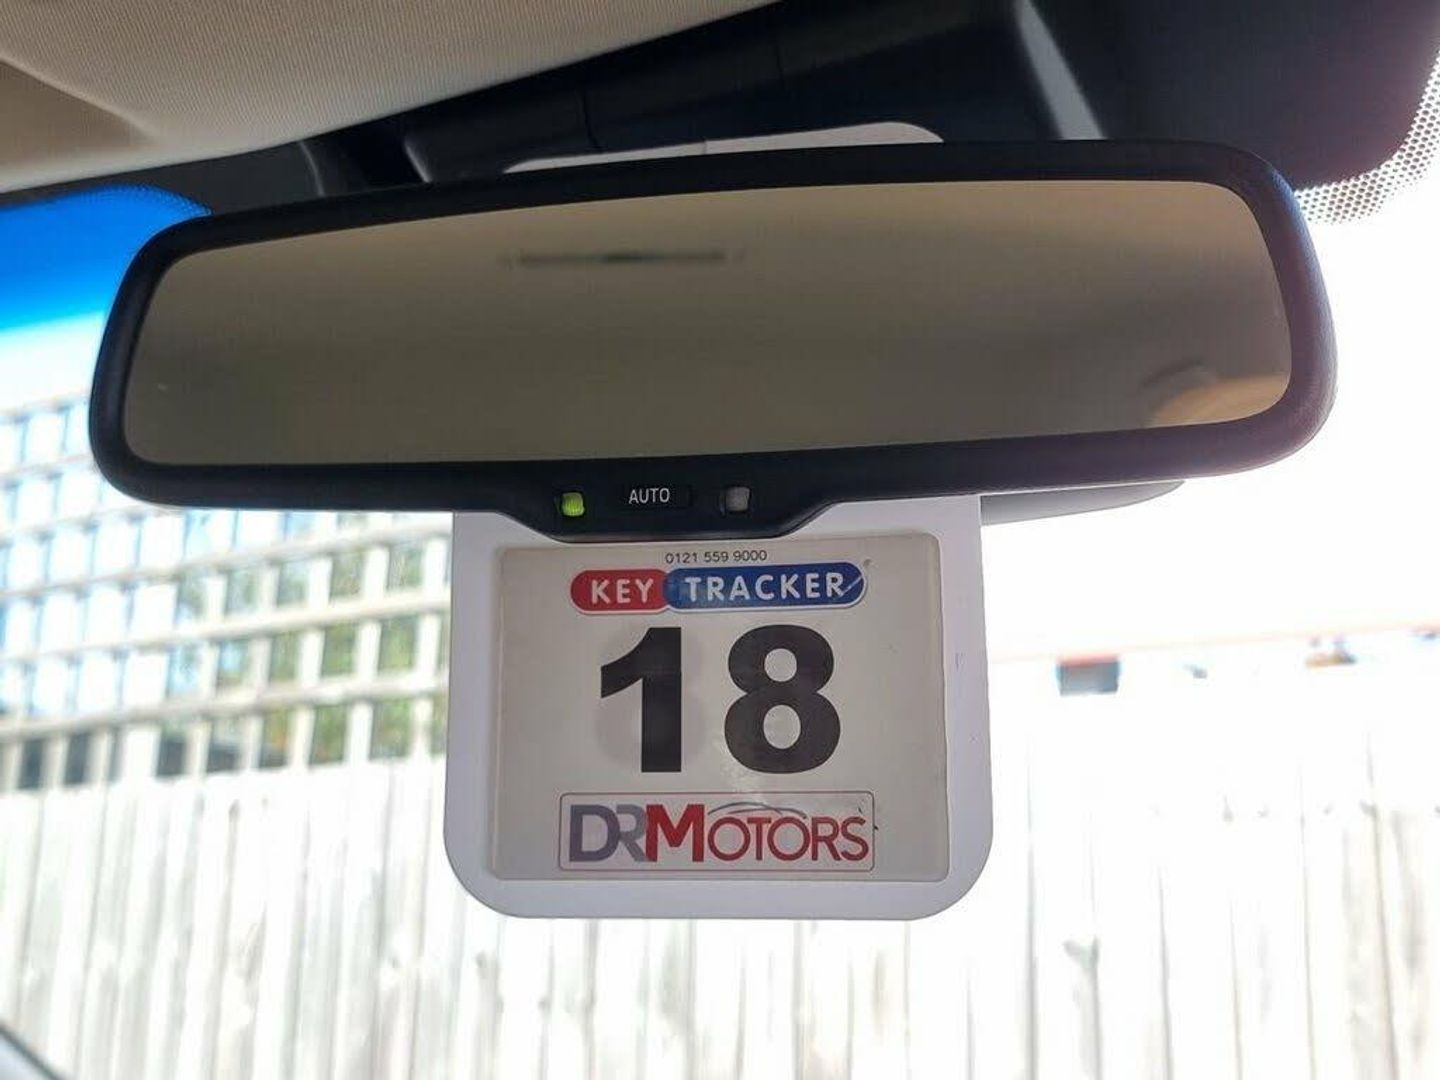 AUTO
0121 559 9000
KEY TRACKER
18
DRMOTORS